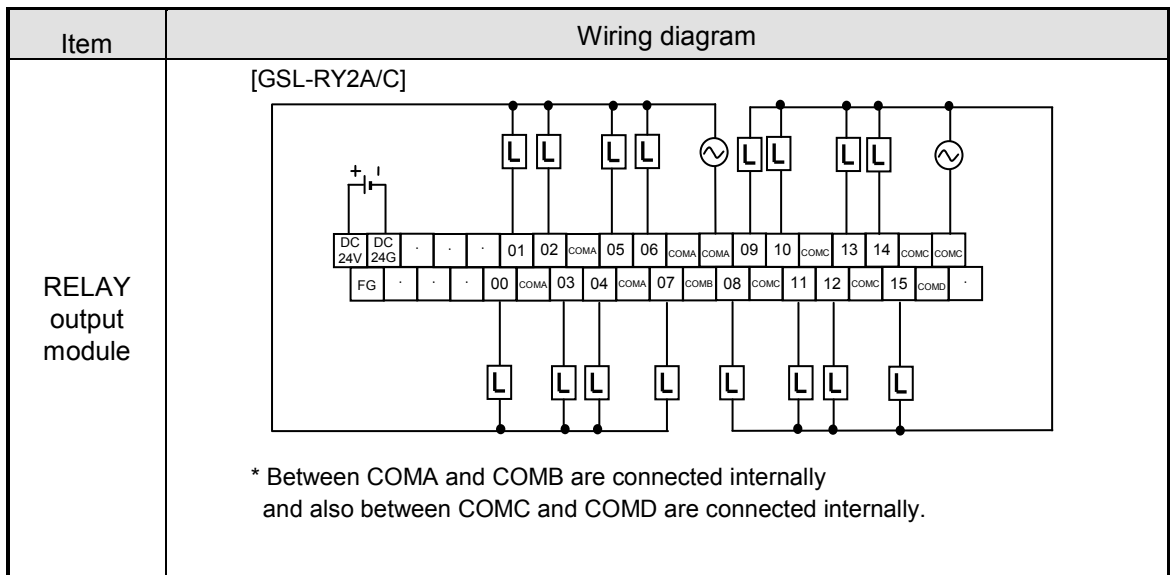 Item
Wiring diagram
RELAY
output
module
[GSL-RY2A/C]
L L L L L L L L
+ -
DC 24V DC 24G · · · 01 02 COMA 05 06 COMA COMA 09 10 COMC 13 14 COMC COMC
FG · · · 00 COMA 03 04 COMA 07 COMB 08 COMC 11 12 COMC 15 COMD ·
L L L L L L L L
* Between COMA and COMB are connected internally
and also between COMC and COMD are connected internally.